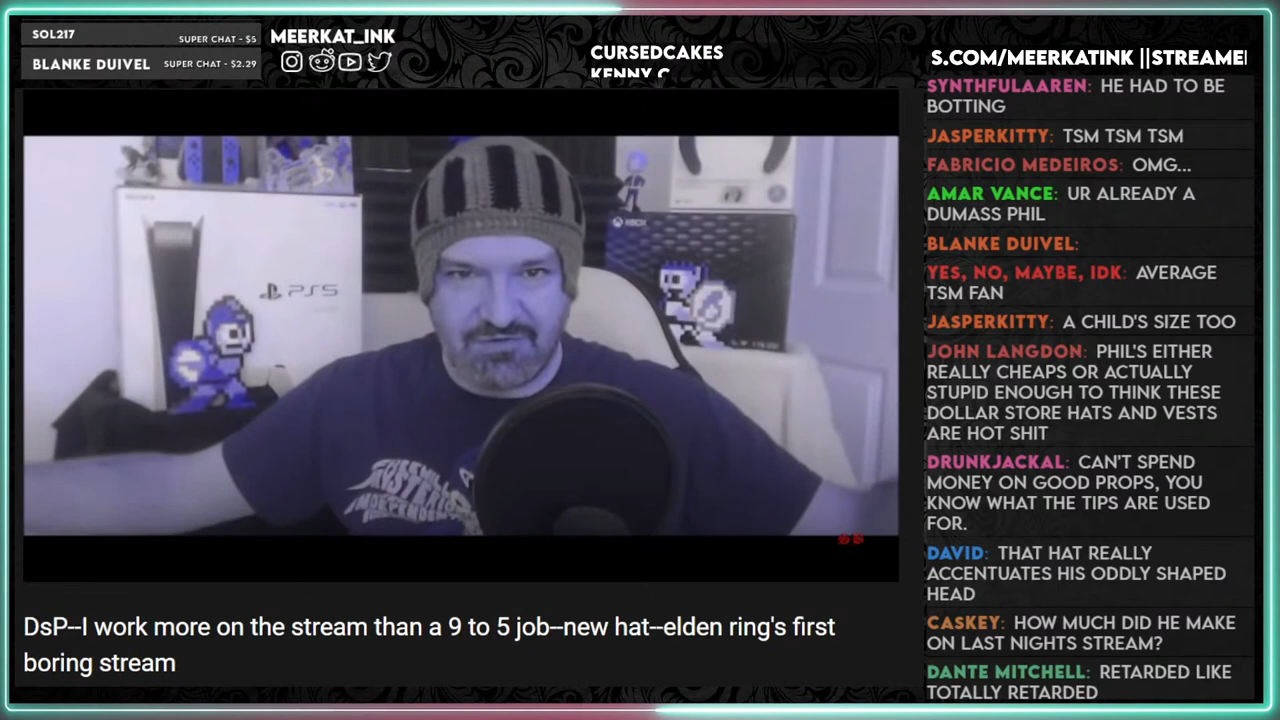 SOL217 SUPER CHAT - $5
BLANKE DUIVEL SUPER CHAT - $2.29
MEERKAT_INK
CURSEDCAKES
KENNY C
S.COM/MEERKATINK ||STREAME
SONY
PS5
XBOX
MYSTERY
INDEPENDENC
DsP--I work more on the stream than a 9 to 5 job--new hat--elden ring's first
boring stream
SYNTHFULAAREN: HE HAD TO BE
BOTTING
JASPERKITTY: TSM TSM TSM
FABRICIO MEDEIROS: OMG...
AMAR VANCE: UR ALREADY A
DUMASS PHIL
BLANKE DUIVEL:
YES, NO, MAYBE, IDK: AVERAGE
TSM FAN
JASPERKITTY: A CHILD'S SIZE TOO
JOHN LANGDON: PHIL'S EITHER
REALLY CHEAPS OR ACTUALLY
STUPID ENOUGH TO THINK THESE
DOLLAR STORE HATS AND VESTS
ARE HOT SHIT
DRUNKJACKAL: CAN'T SPEND
MONEY ON GOOD PROPS, YOU
KNOW WHAT THE TIPS ARE USED
FOR.
DAVID: THAT HAT REALLY
ACCENTUATES HIS ODDLY SHAPED
HEAD
CASKEY: HOW MUCH DID HE MAKE
ON LAST NIGHTS STREAM?
DANTE MITCHELL: RETARDED LIKE
TOTALLY RETARDED